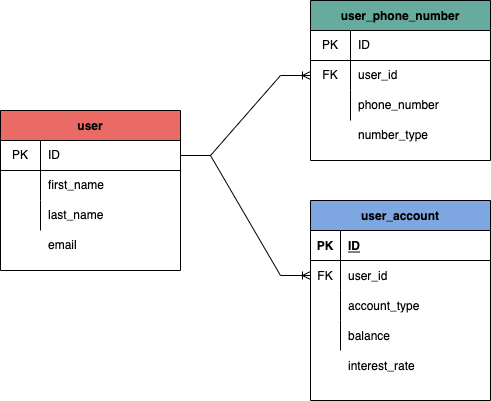 user_phone_number
PK ID
FK user_id
phone_number
number_type
user
PK ID
first_name
last_name
email
user_account
PK ID
FK user_id
account_type
balance
interest_rate